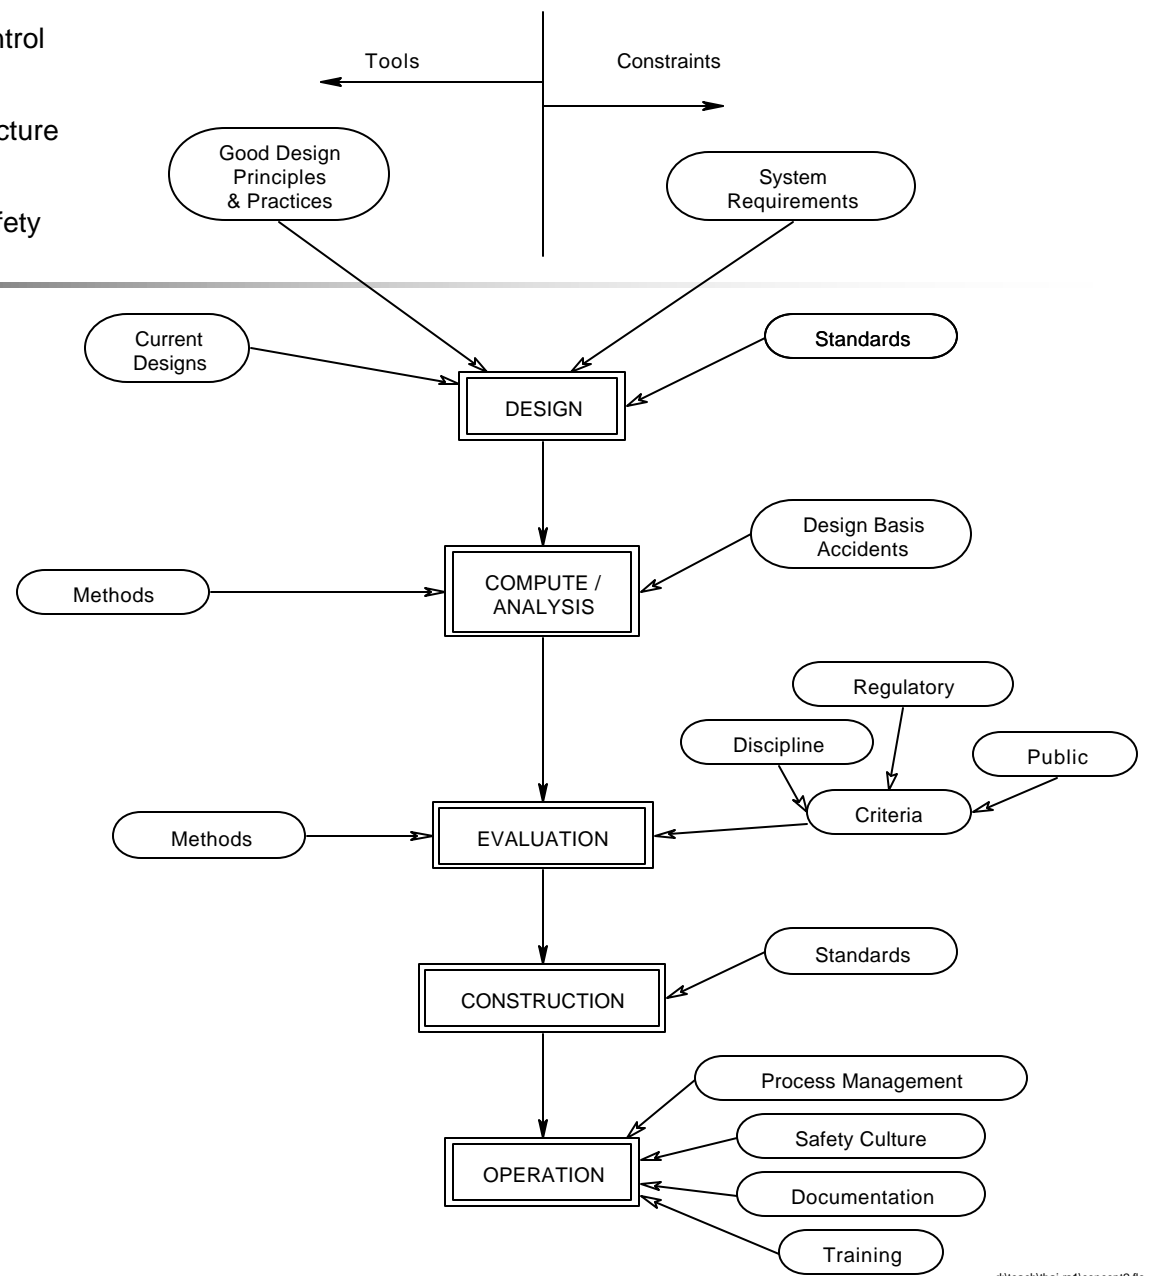 ntrol
Tools
Constraints
cture
Good Design
Principles
& Practices
System
Requirements
fety
Current
Designs
Standards
DESIGN
Design Basis
Accidents
COMPUTE /
ANALYSIS
Methods
Regulatory
Discipline
Public
Criteria
Methods
EVALUATION
Standards
CONSTRUCTION
Process Management
Safety Culture
OPERATION
Documentation
Training